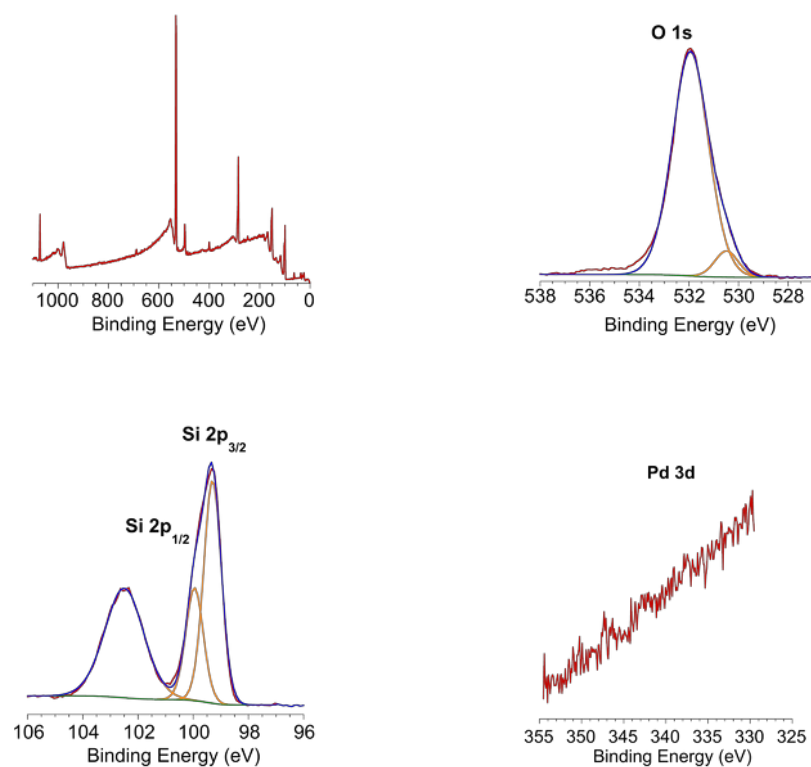 1000 800 600 400 200 0
Binding Energy (eV)
O 1s
538 536 534 532 530 528
Binding Energy (eV)
Si 2p3/2
Si 2p1/2
106 104 102 100 98 96
Binding Energy (eV)
Pd 3d
355 350 345 340 335 330 325
Binding Energy (eV)